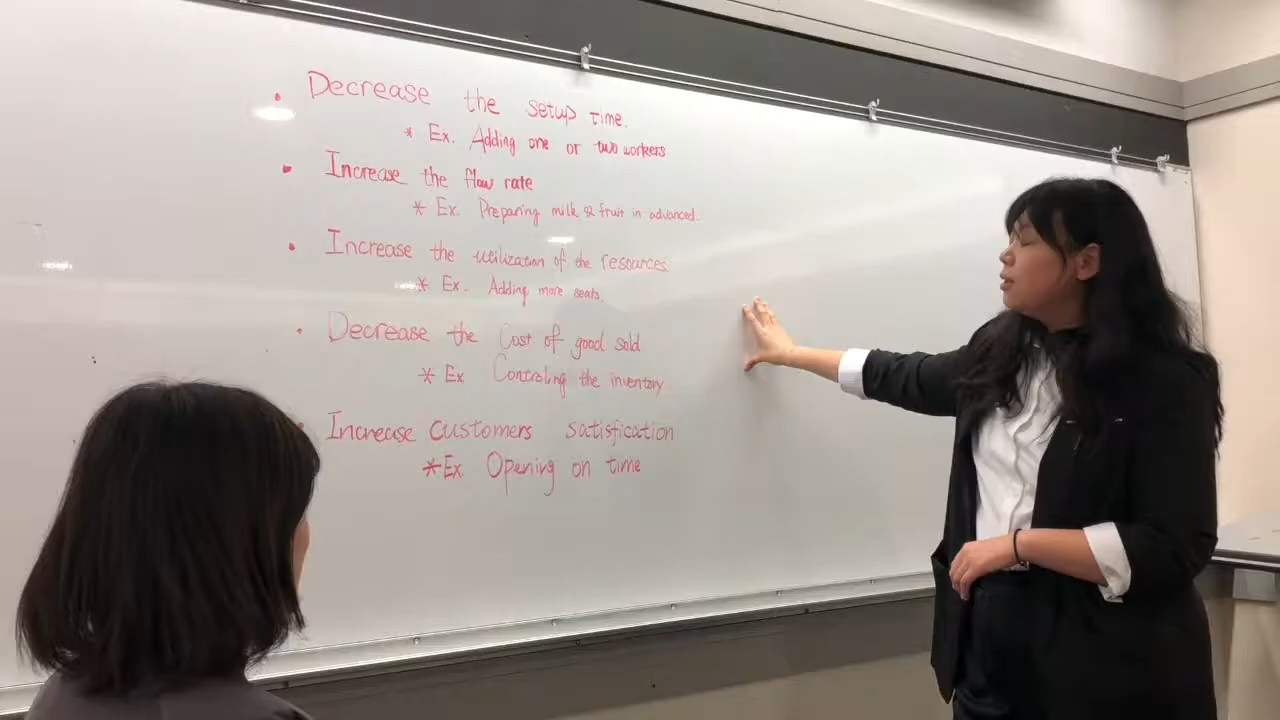 • Decrease the setup time.
* Ex. Adding one or two workers
• Increase the flow rate
* Ex. Preparing milk & fruit in advanced.
• Increase the utilization of the resources.
* Ex. Adding more seats.
• Decrease the Cost of good sold
* Ex Controling the inventory
• Increase customers satisfication
* Ex. Opening on time